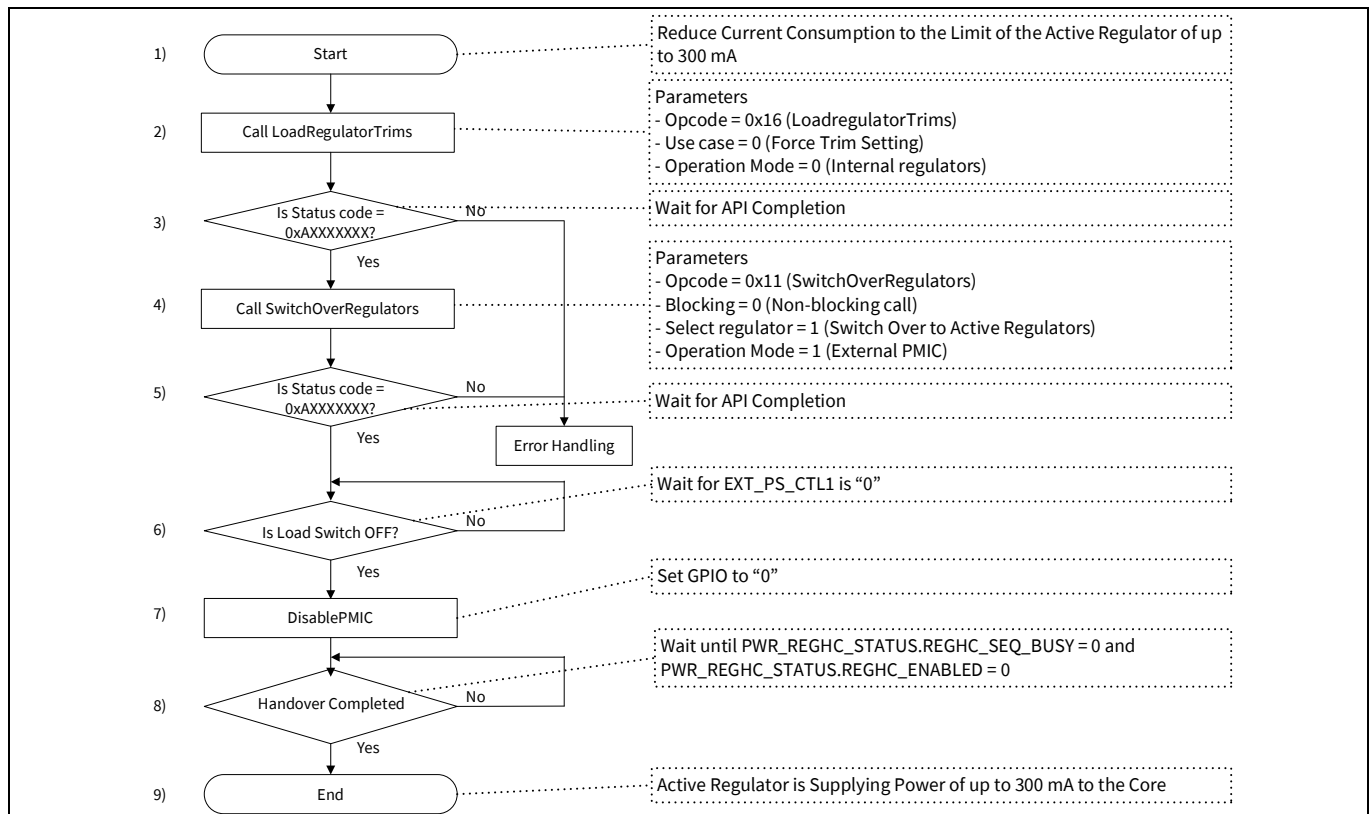 1)
Start
Reduce Current Consumption to the Limit of the Active Regulator of up
to 300 mA
2)
Call LoadRegulatorTrims
Parameters
- Opcode = 0x16 (LoadregulatorTrims)
- Use case = 0 (Force Trim Setting)
- Operation Mode = 0 (Internal regulators)
3)
Is Status code =
0xAXXXXXXX?
No
Yes
Wait for API Completion
4)
Call SwitchOverRegulators
Parameters
- Opcode = 0x11 (SwitchOverRegulators)
- Blocking = 0 (Non-blocking call)
- Select regulator = 1 (Switch Over to Active Regulators)
- Operation Mode = 1 (External PMIC)
5)
Is Status code =
0xAXXXXXXX?
No
Yes
Wait for API Completion
Error Handling
6)
Is Load Switch OFF?
No
Yes
Wait for EXT_PS_CTL1 is “0”
7)
DisablePMIC
Set GPIO to “0”
8)
Handover Completed
No
Yes
Wait until PWR_REGHC_STATUS.REGHC_SEQ_BUSY = 0 and
PWR_REGHC_STATUS.REGHC_ENABLED = 0
9)
End
Active Regulator is Supplying Power of up to 300 mA to the Core